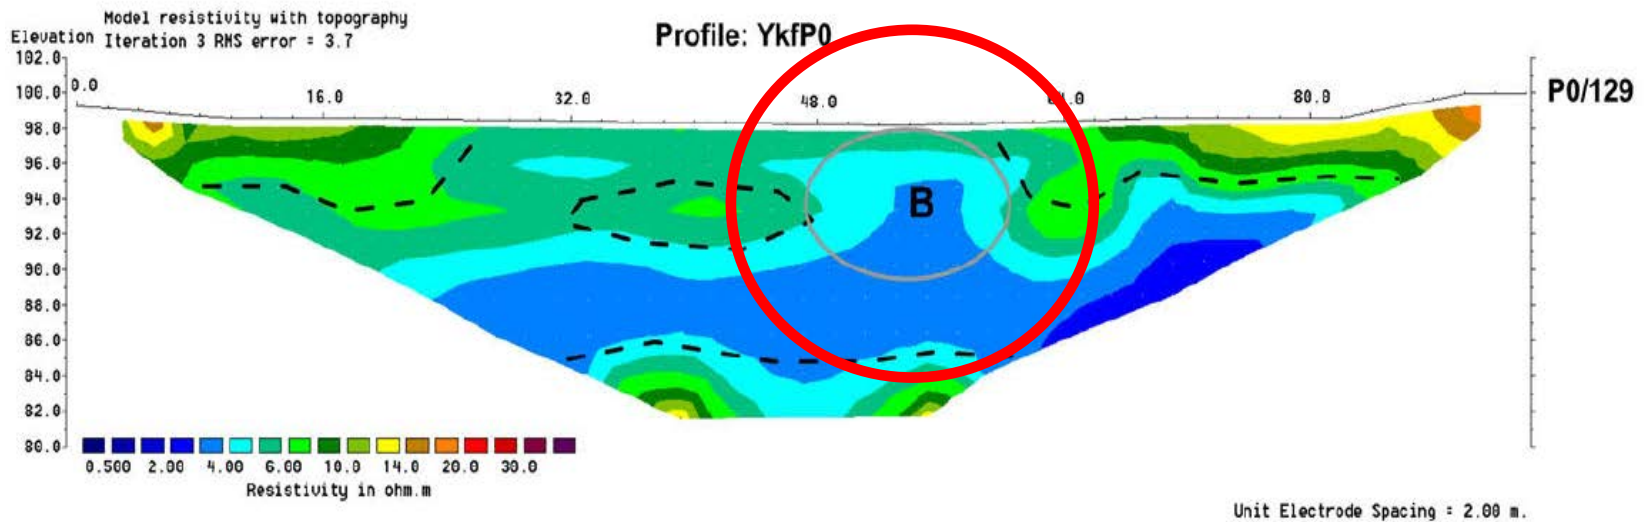 Model resistivity with topography
Elevation Iteration 3 RMS error = 3.7
Profile: YkfP0
102.0
0.0
100.0 16.0 32.0 48.0 64.0 80.0 P0/129
98.0
96.0
94.0 B
92.0
90.0
88.0
86.0
84.0
82.0
80.0
0.500 2.00 4.00 6.00 10.0 14.0 20.0 30.0
Resistivity in ohm.m
Unit Electrode Spacing = 2.00 m.